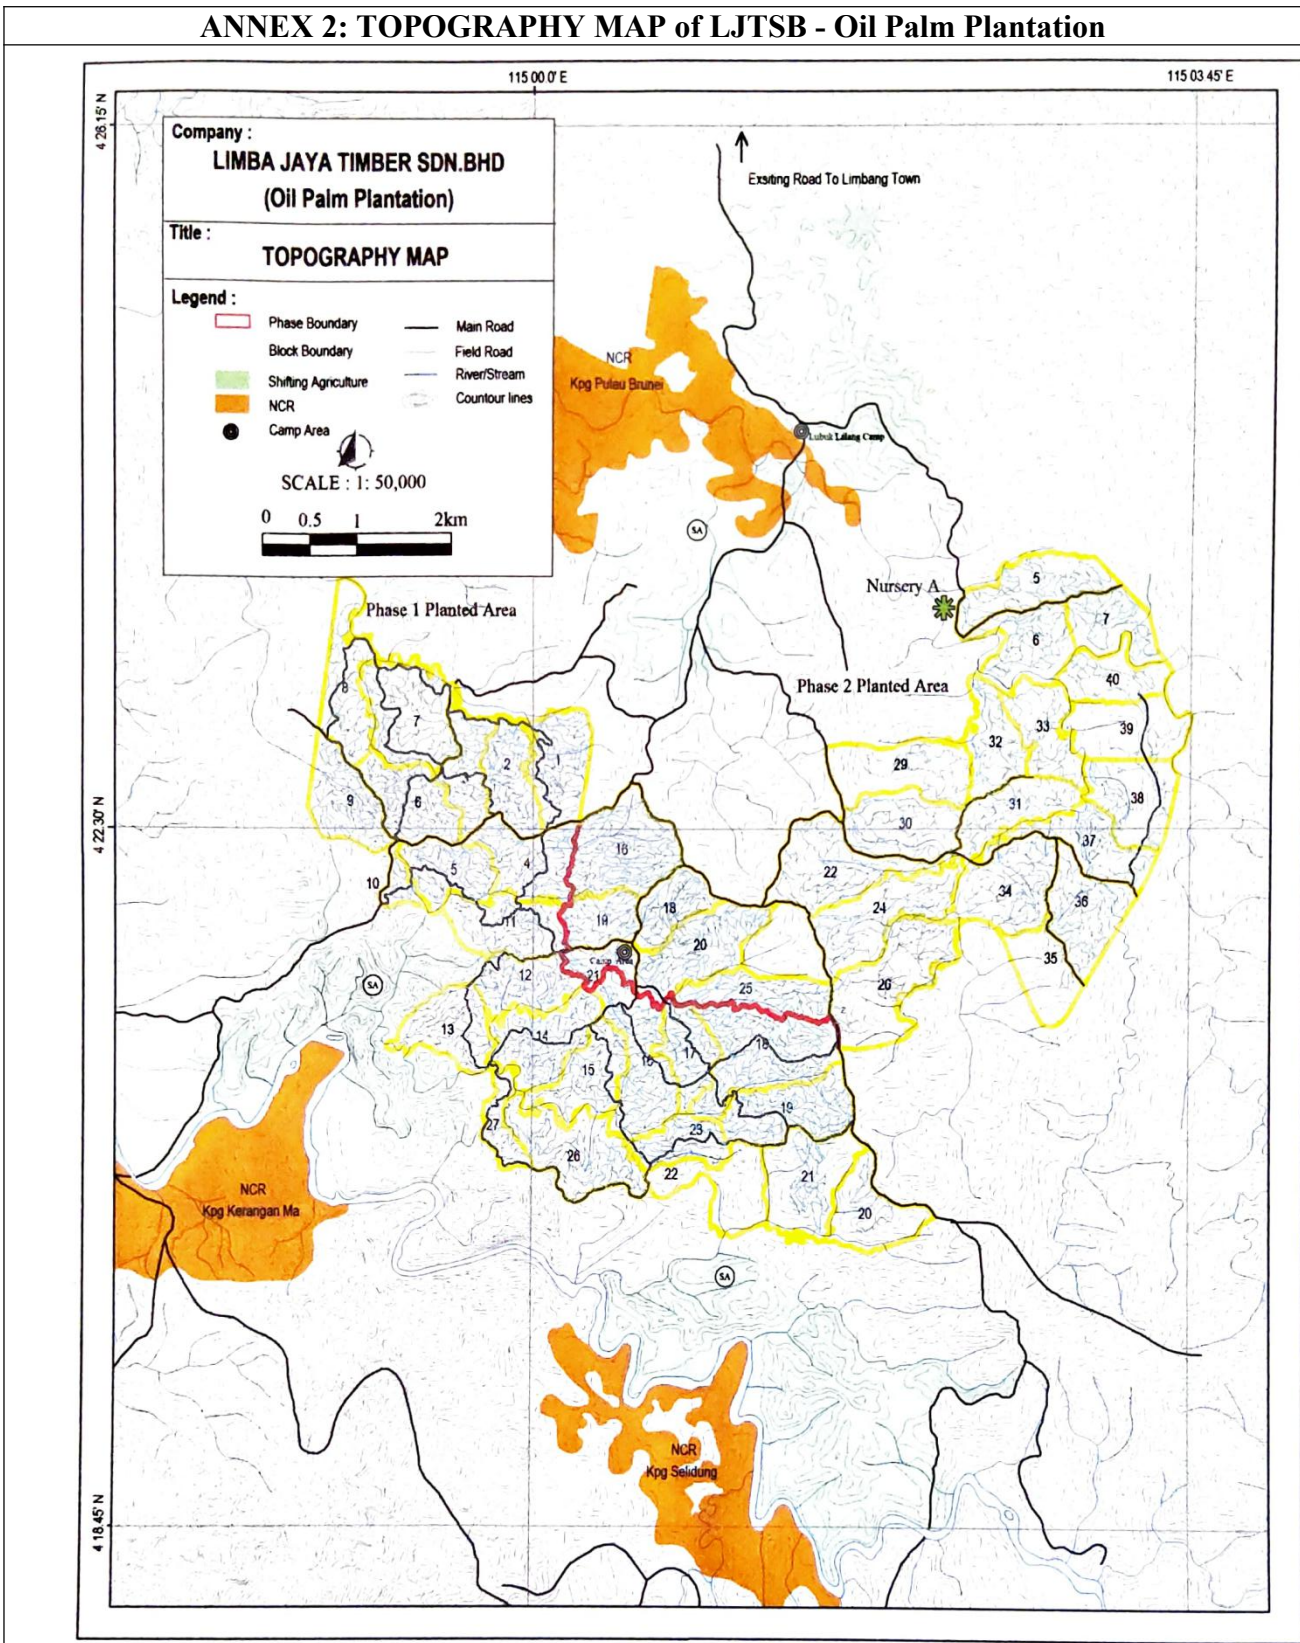 ANNEX 2: TOPOGRAPHY MAP of LJTSB - Oil Palm Plantation
115 00.0' E
115 03 45' E
4 26.15' N
Company :
LIMBA JAYA TIMBER SDN.BHD
(Oil Palm Plantation)
Title :
TOPOGRAPHY MAP
Legend :
Phase Boundary
Main Road
Block Boundary
Field Road
Shifting Agriculture
River/Stream
NCR
Countour lines
Camp Area
SCALE : 1: 50,000
0 0.5 1 2km
Exsiting Road To Limbang Town
NCR
Kpg Pulau Brunei
Lubuk Lalang Camp
SA
Nursery A
5
Phase 1 Planted Area
7
6
8
Phase 2 Planted Area
40
7
33
39
32
2
1
29
3
9
6
31
38
4 22.30' N
30
37
16
4
5
22
10
34
36
24
18
11
19
20
35
Camp Area
12
21
25
26
SA
z
13
14
18
17
16
15
19
27
23
26
22
21
20
NCR
Kpg Kerangan Ma
SA
NCR
Kpg Selidung
4 18.45' N